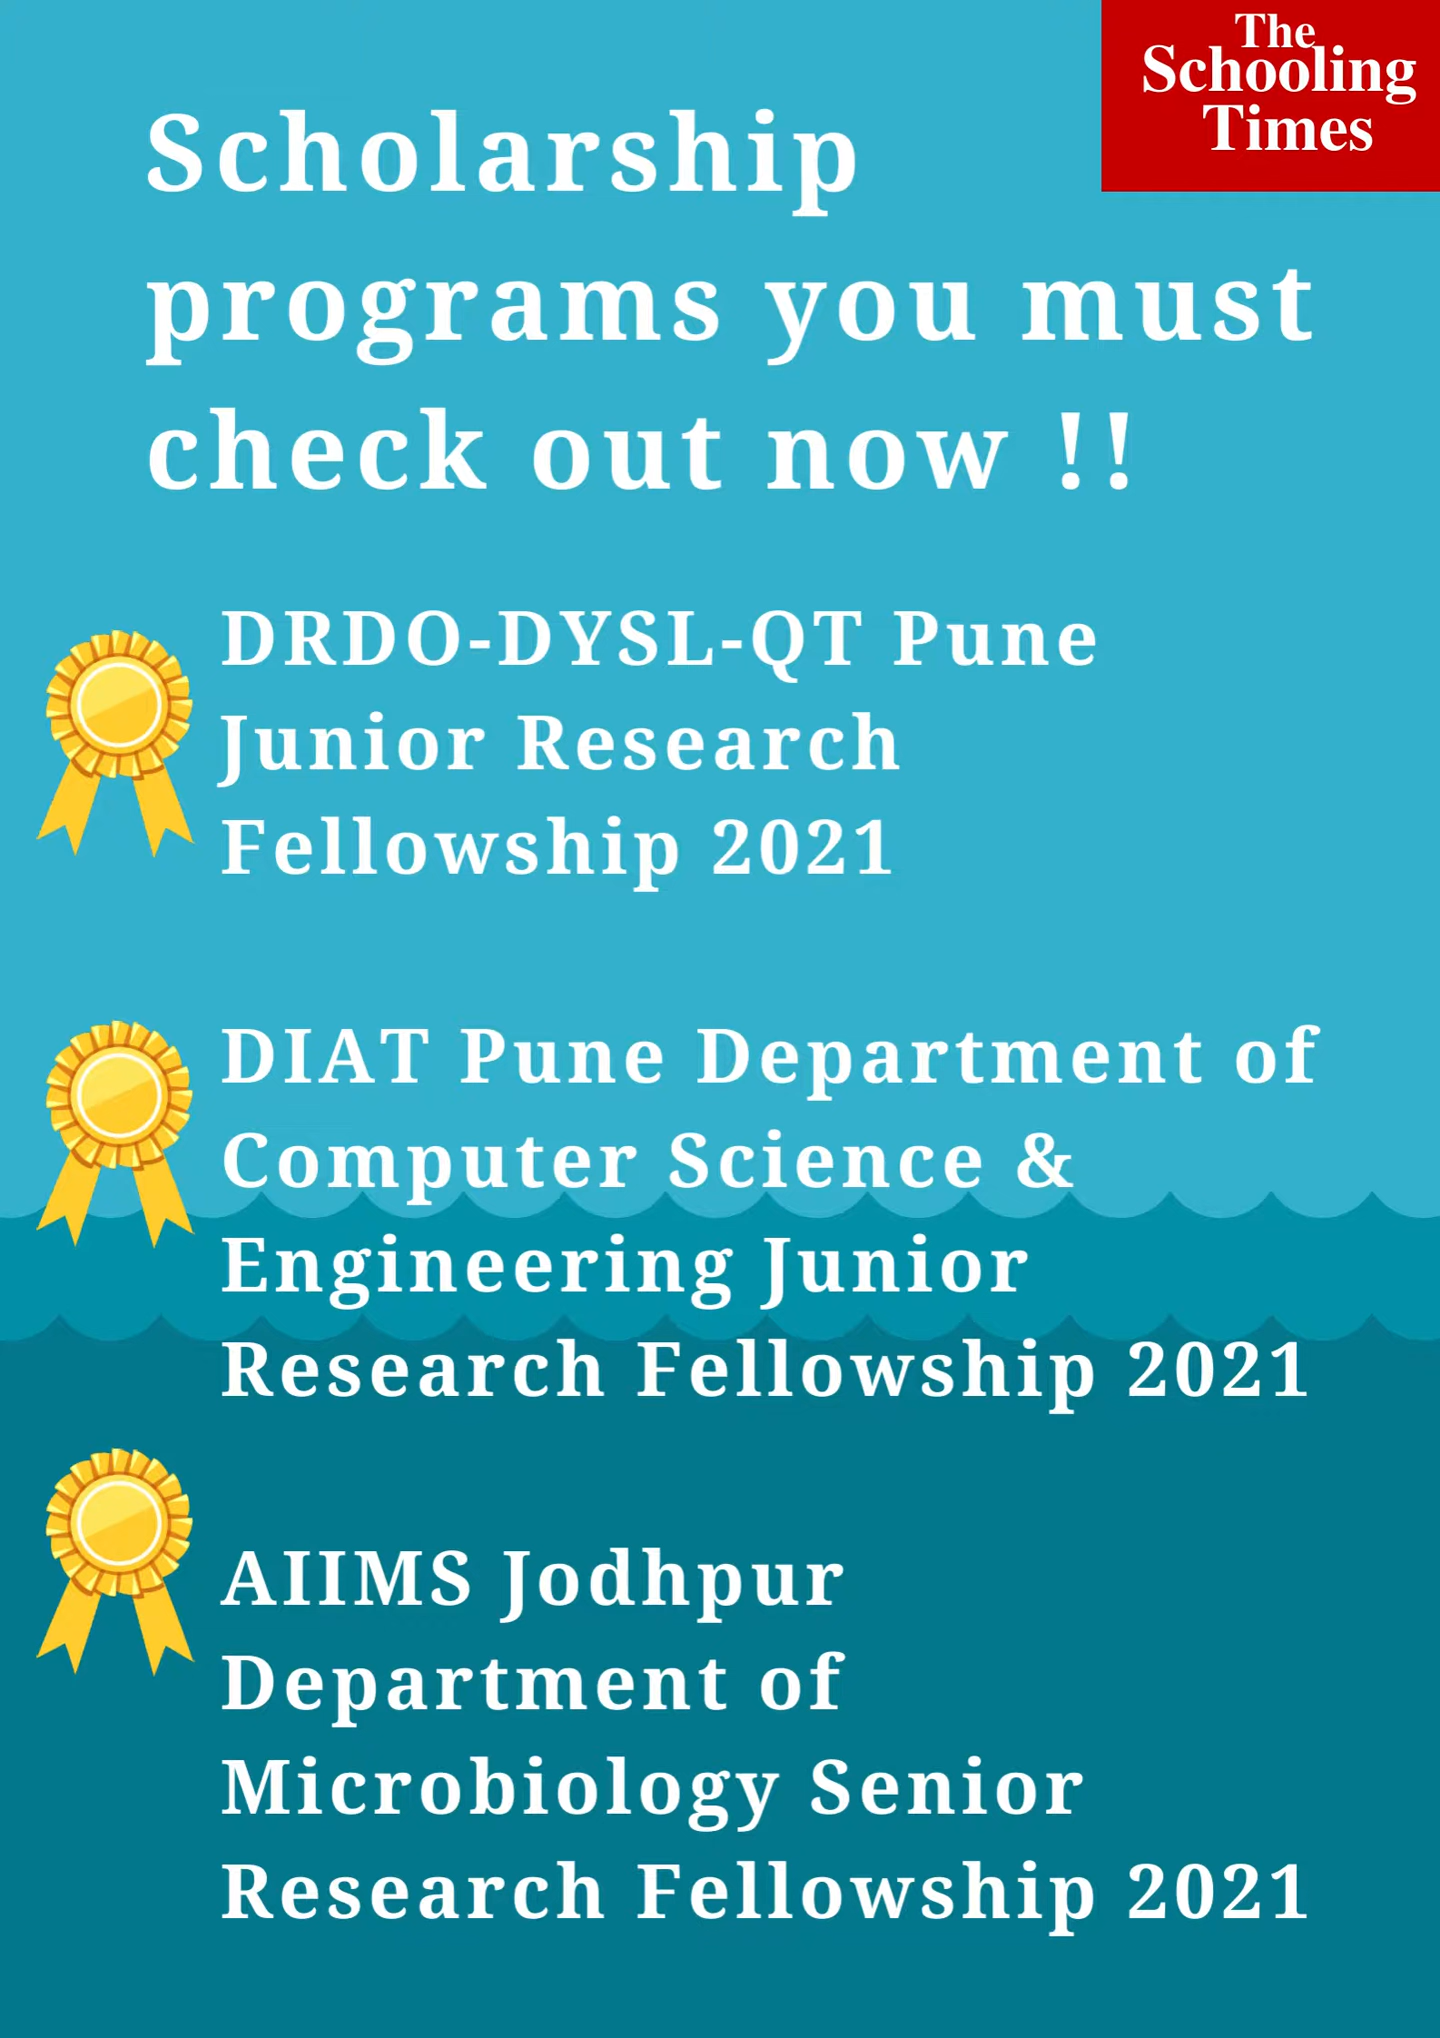 The
Schooling
Times
Scholarship
programs you must
check out now !!
DRDO-DYSL-QT Pune
Junior Research
Fellowship 2021
DIAT Pune Department of
Computer Science &
Engineering Junior
Research Fellowship 2021
AIIMS Jodhpur
Department of
Microbiology Senior
Research Fellowship 2021